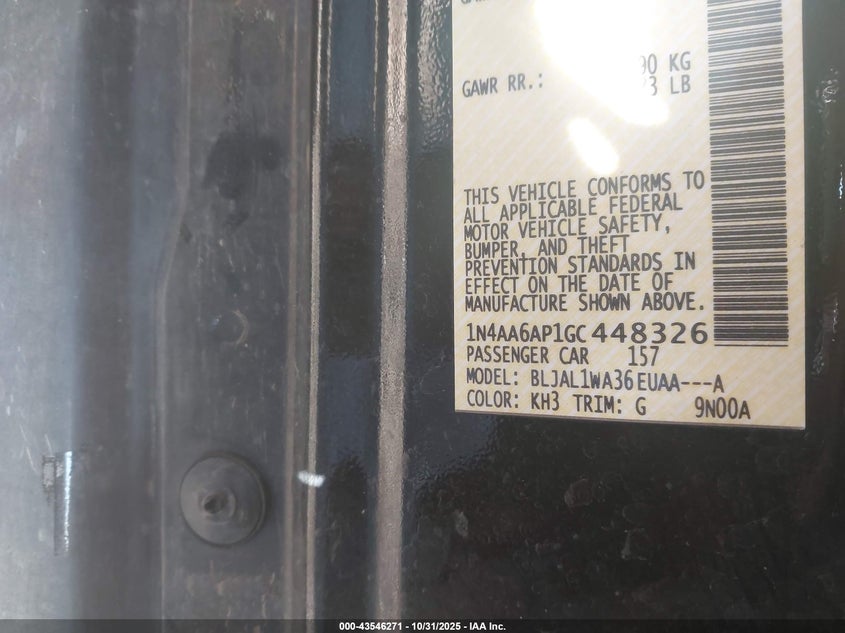 KG
GAWR RR.: LB
THIS VEHICLE CONFORMS TO
ALL APPLICABLE FEDERAL
MOTOR VEHICLE SAFETY,
BUMPER, AND THEFT
PREVENTION STANDARDS IN
EFFECT ON THE DATE OF
MANUFACTURE SHOWN ABOVE.
1N4AA6AP1GC448326
PASSENGER CAR 157
MODEL: BLJAL1WA36EUAA---A
COLOR: KH3 TRIM: G 9N00A
000-43546271 - 10/31/2025 - IAA Inc.